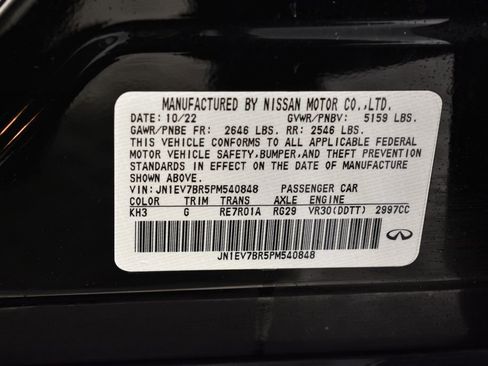 MANUFACTURED BY NISSAN MOTOR CO.,LTD.
DATE: 10/22 GVWR/PNBV: 5159 LBS.
GAWR/PNBE FR: 2646 LBS. RR: 2546 LBS.
THIS VEHICLE CONFORMS TO ALL APPLICABLE FEDERAL
MOTOR VEHICLE SAFETY,BUMPER,AND THEFT PREVENTION
STANDARDS IN EFFECT ON THE DATE OF MANUFACTURE
SHOWN ABOVE.
VIN: JN1EV7BR5PM540848 PASSENGER CAR
COLOR TRIM TRANS AXLE ENGINE
KH3 G RE7R01A RG29 VR30(DDTT) 2997CC
JN1EV7BR5PM540848